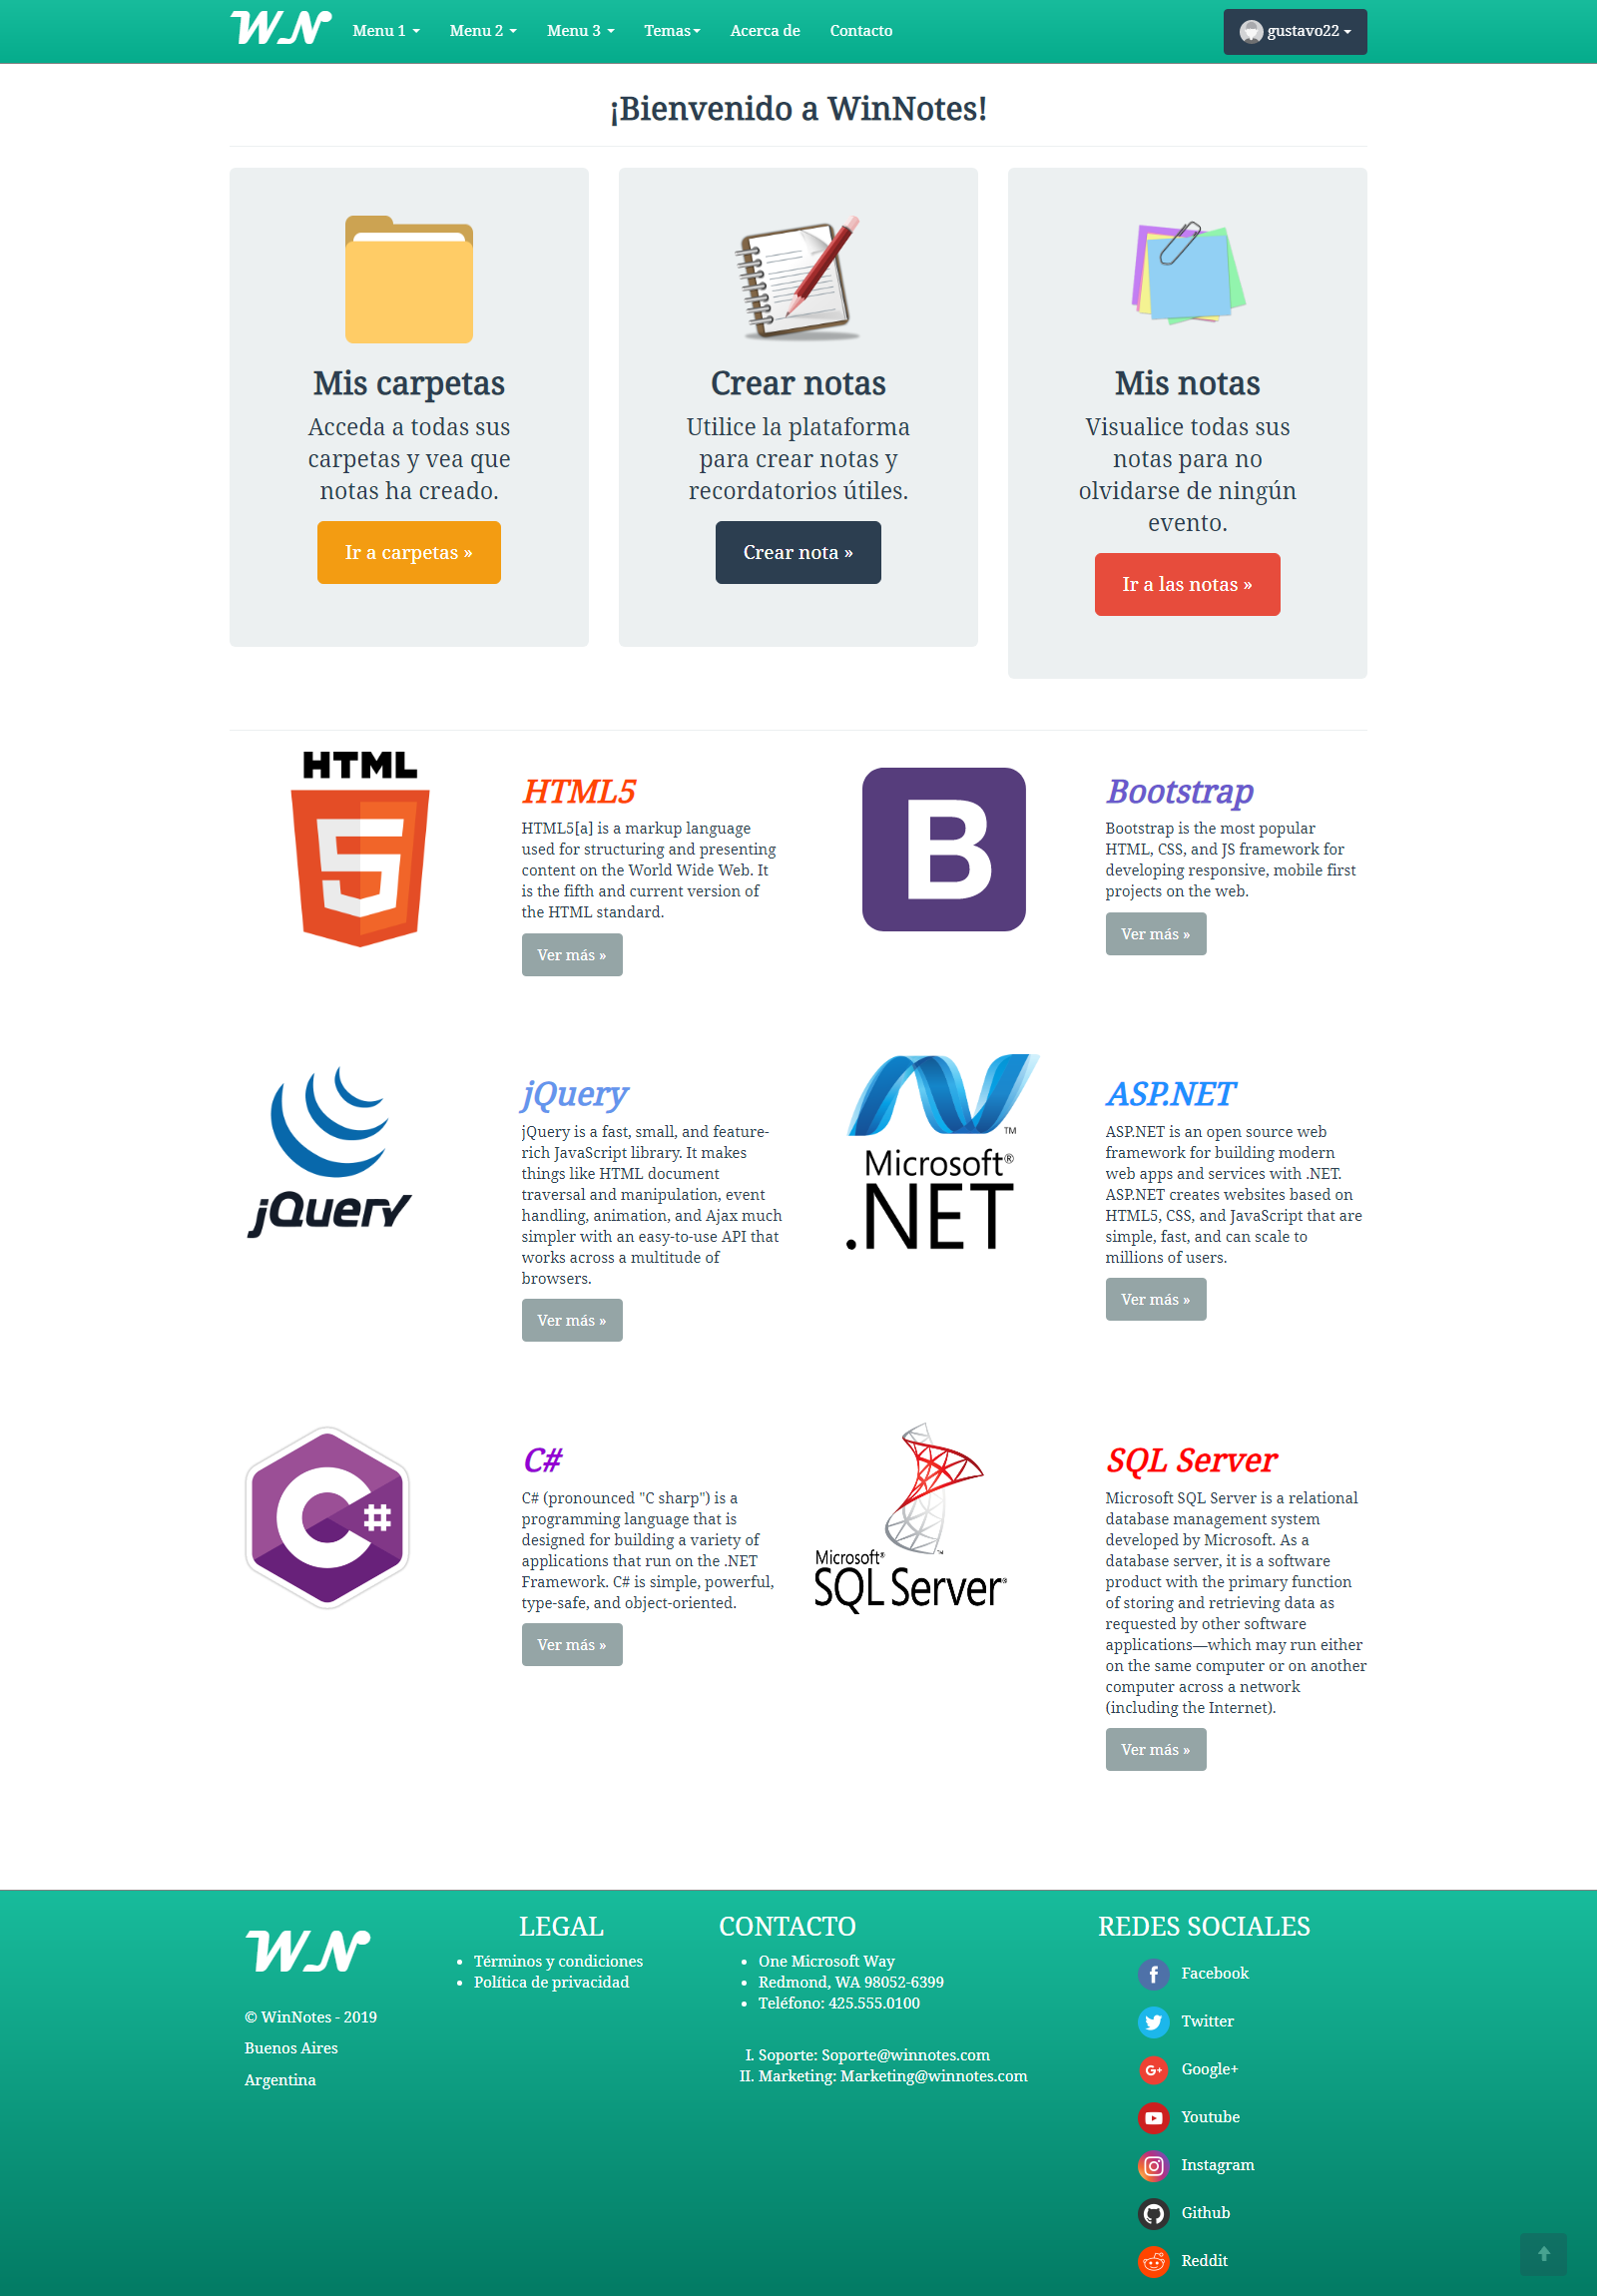 WN Menu 1 Menu 2 Menu 3 Temas Acerca de Contacto gustavo22
¡Bienvenido a WinNotes!
Mis carpetas
Acceda a todas sus
carpetas y vea que
notas ha creado.
Ir a carpetas »
Crear notas
Utilice la plataforma
para crear notas y
recordatorios útiles.
Crear nota »
Mis notas
Visualice todas sus
notas para no
olvidarse de ningún
evento.
Ir a las notas »
HTML
5
HTML5
HTML5[a] is a markup language
used for structuring and presenting
content on the World Wide Web. It
is the fifth and current version of
the HTML standard.
Ver más »
B
Bootstrap
Bootstrap is the most popular
HTML, CSS, and JS framework for
developing responsive, mobile first
projects on the web.
Ver más »
jQuery
jQuery
jQuery is a fast, small, and feature-
rich JavaScript library. It makes
things like HTML document
traversal and manipulation, event
handling, animation, and Ajax much
simpler with an easy-to-use API that
works across a multitude of
browsers.
Ver más »
TM
Microsoft®
.NET
ASP.NET
ASP.NET is an open source web
framework for building modern
web apps and services with .NET.
ASP.NET creates websites based on
HTML5, CSS, and JavaScript that are
simple, fast, and can scale to
millions of users.
Ver más »
C#
C#
C# (pronounced "C sharp") is a
programming language that is
designed for building a variety of
applications that run on the .NET
Framework. C# is simple, powerful,
type-safe, and object-oriented.
Ver más »
Microsoft®
SQL Server®
SQL Server
Microsoft SQL Server is a relational
database management system
developed by Microsoft. As a
database server, it is a software
product with the primary function
of storing and retrieving data as
requested by other software
applications—which may run either
on the same computer or on another
computer across a network
(including the Internet).
Ver más »
WN
© WinNotes - 2019
Buenos Aires
Argentina
LEGAL
• Términos y condiciones
• Política de privacidad
CONTACTO
• One Microsoft Way
• Redmond, WA 98052-6399
• Teléfono: 425.555.0100
I. Soporte: Soporte@winnotes.com
II. Marketing: Marketing@winnotes.com
REDES SOCIALES
Facebook
Twitter
Google+
Youtube
Instagram
Github
Reddit